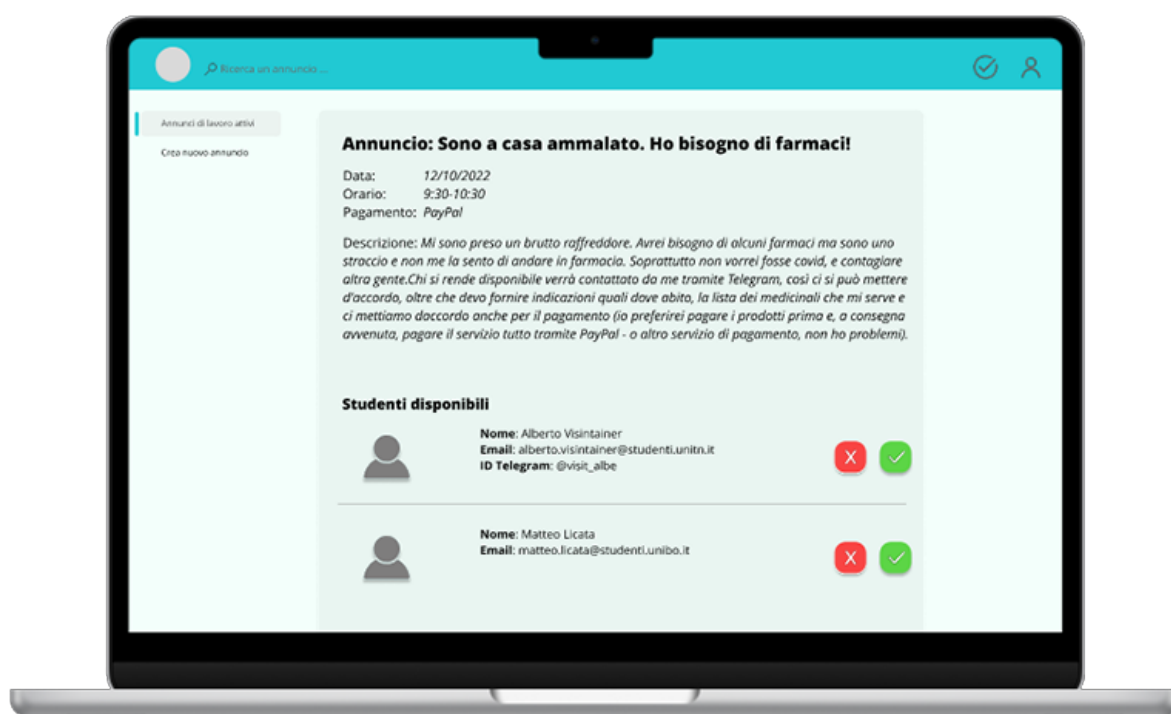 Ricerca un annuncio ...
Annunci di lavoro attivi
Crea nuovo annuncio
Annuncio: Sono a casa ammalato. Ho bisogno di farmaci!
Data: 12/10/2022
Orario: 9:30-10:30
Pagamento: PayPal
Descrizione: Mi sono preso un brutto raffreddore. Avrei bisogno di alcuni farmaci ma sono uno
straccio e non me la sento di andare in farmacia. Soprattutto non vorrei fosse covid, e contagiare
altra gente.Chi si rende disponibile verrà contattato da me tramite Telegram, così ci si può mettere
d'accordo, oltre che devo fornire indicazioni quali dove abito, la lista dei medicinali che mi serve e
ci mettiamo daccordo anche per il pagamento (io preferirei pagare i prodotti prima e, a consegna
avvenuta, pagare il servizio tutto tramite PayPal - o altro servizio di pagamento, non ho problemi).
Studenti disponibili
Nome: Alberto Visintainer
Email: alberto.visintainer@studenti.unitn.it
ID Telegram: @visit_albe
X
Nome: Matteo Licata
Email: matteo.licata@studenti.unibo.it
X